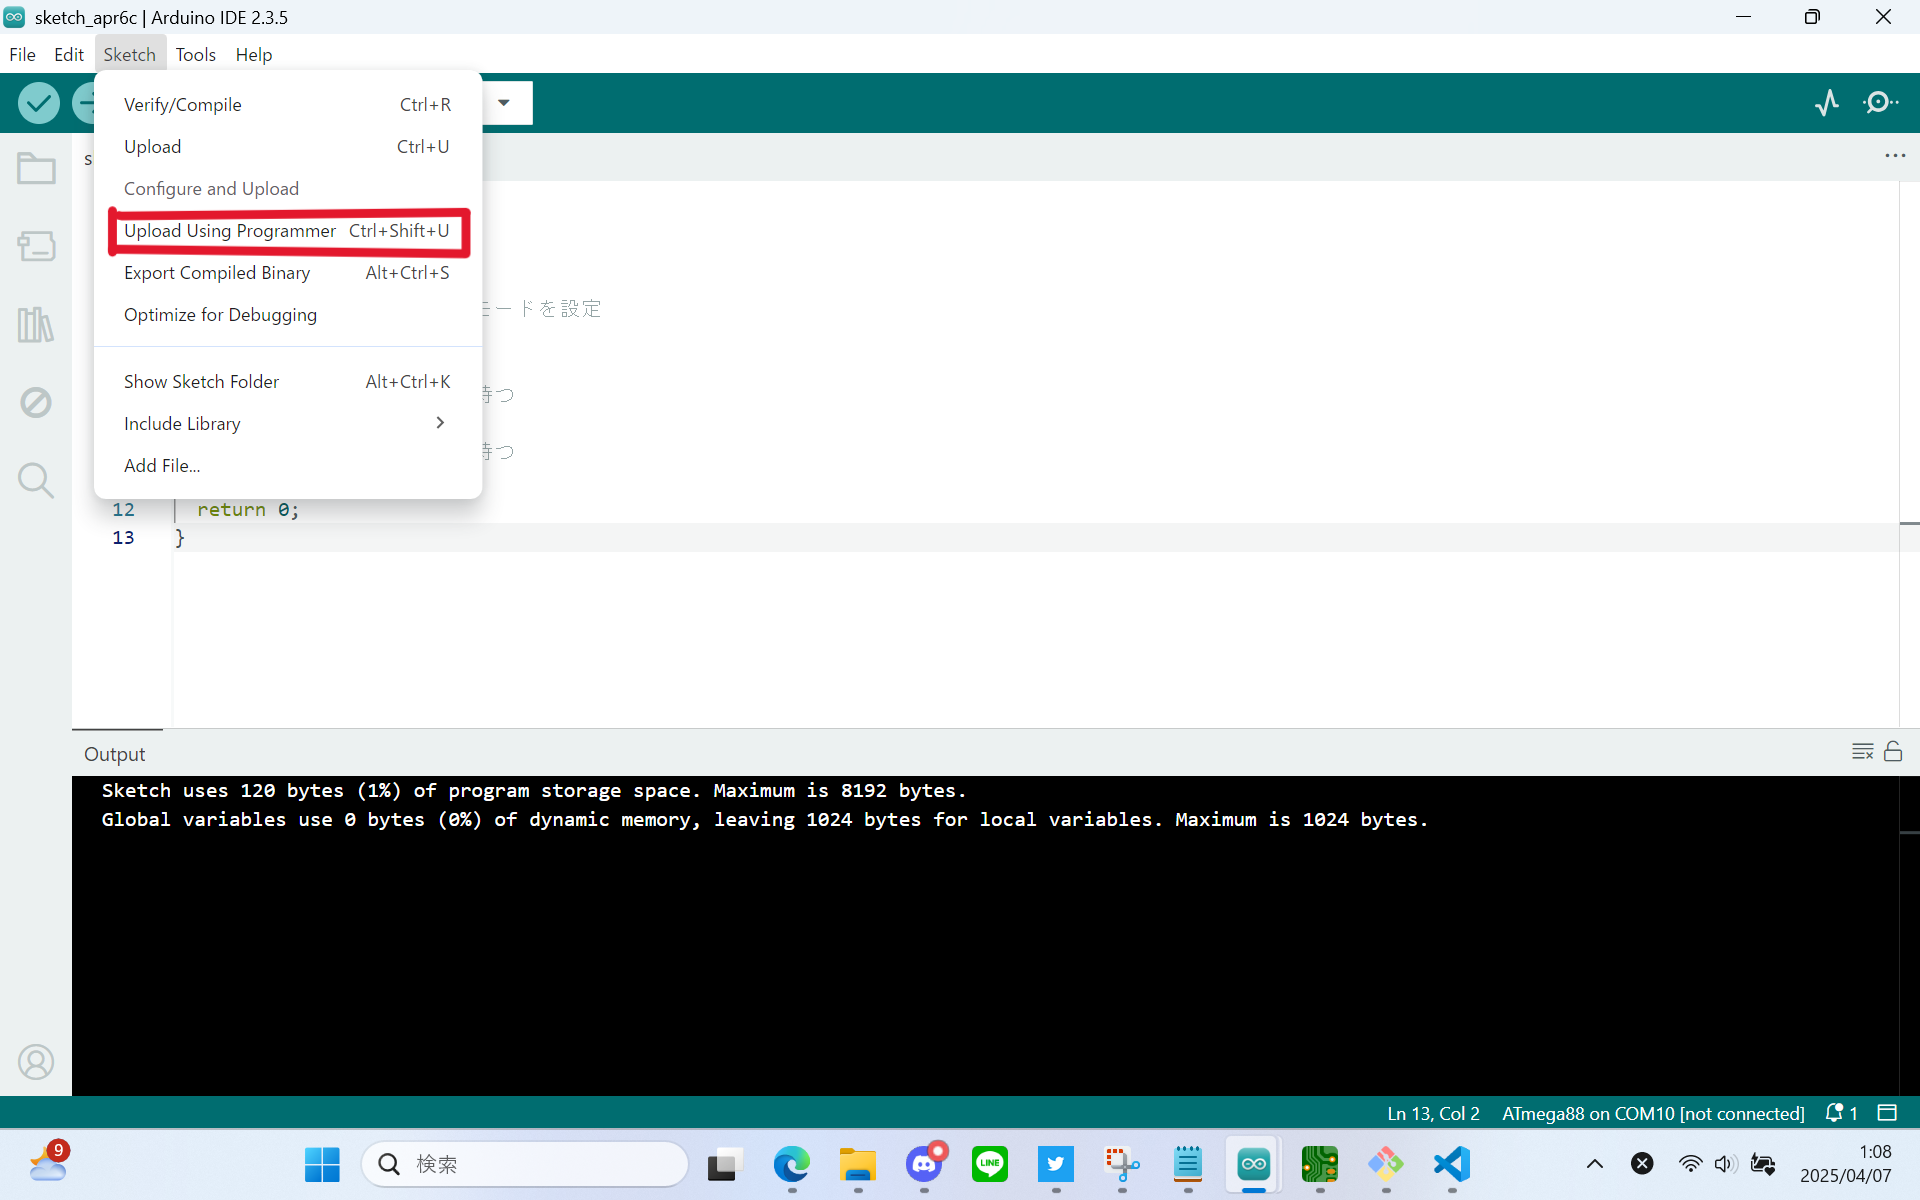 sketch_apr6c | Arduino IDE 2.3.5
File Edit Sketch Tools Help
Verify/Compile Ctrl+R
Upload Ctrl+U
Configure and Upload
Upload Using Programmer Ctrl+Shift+U
Export Compiled Binary Alt+Ctrl+S
Optimize for Debugging
Show Sketch Folder Alt+Ctrl+K
Include Library
Add File...
s
モードを設定
待つ
待つ
12 return 0;
13 }
Output
Sketch uses 120 bytes (1%) of program storage space. Maximum is 8192 bytes.
Global variables use 0 bytes (0%) of dynamic memory, leaving 1024 bytes for local variables. Maximum is 1024 bytes.
Ln 13, Col 2 ATmega88 on COM10 [not connected] 1
9
検索
LINE
1:08
2025/04/07